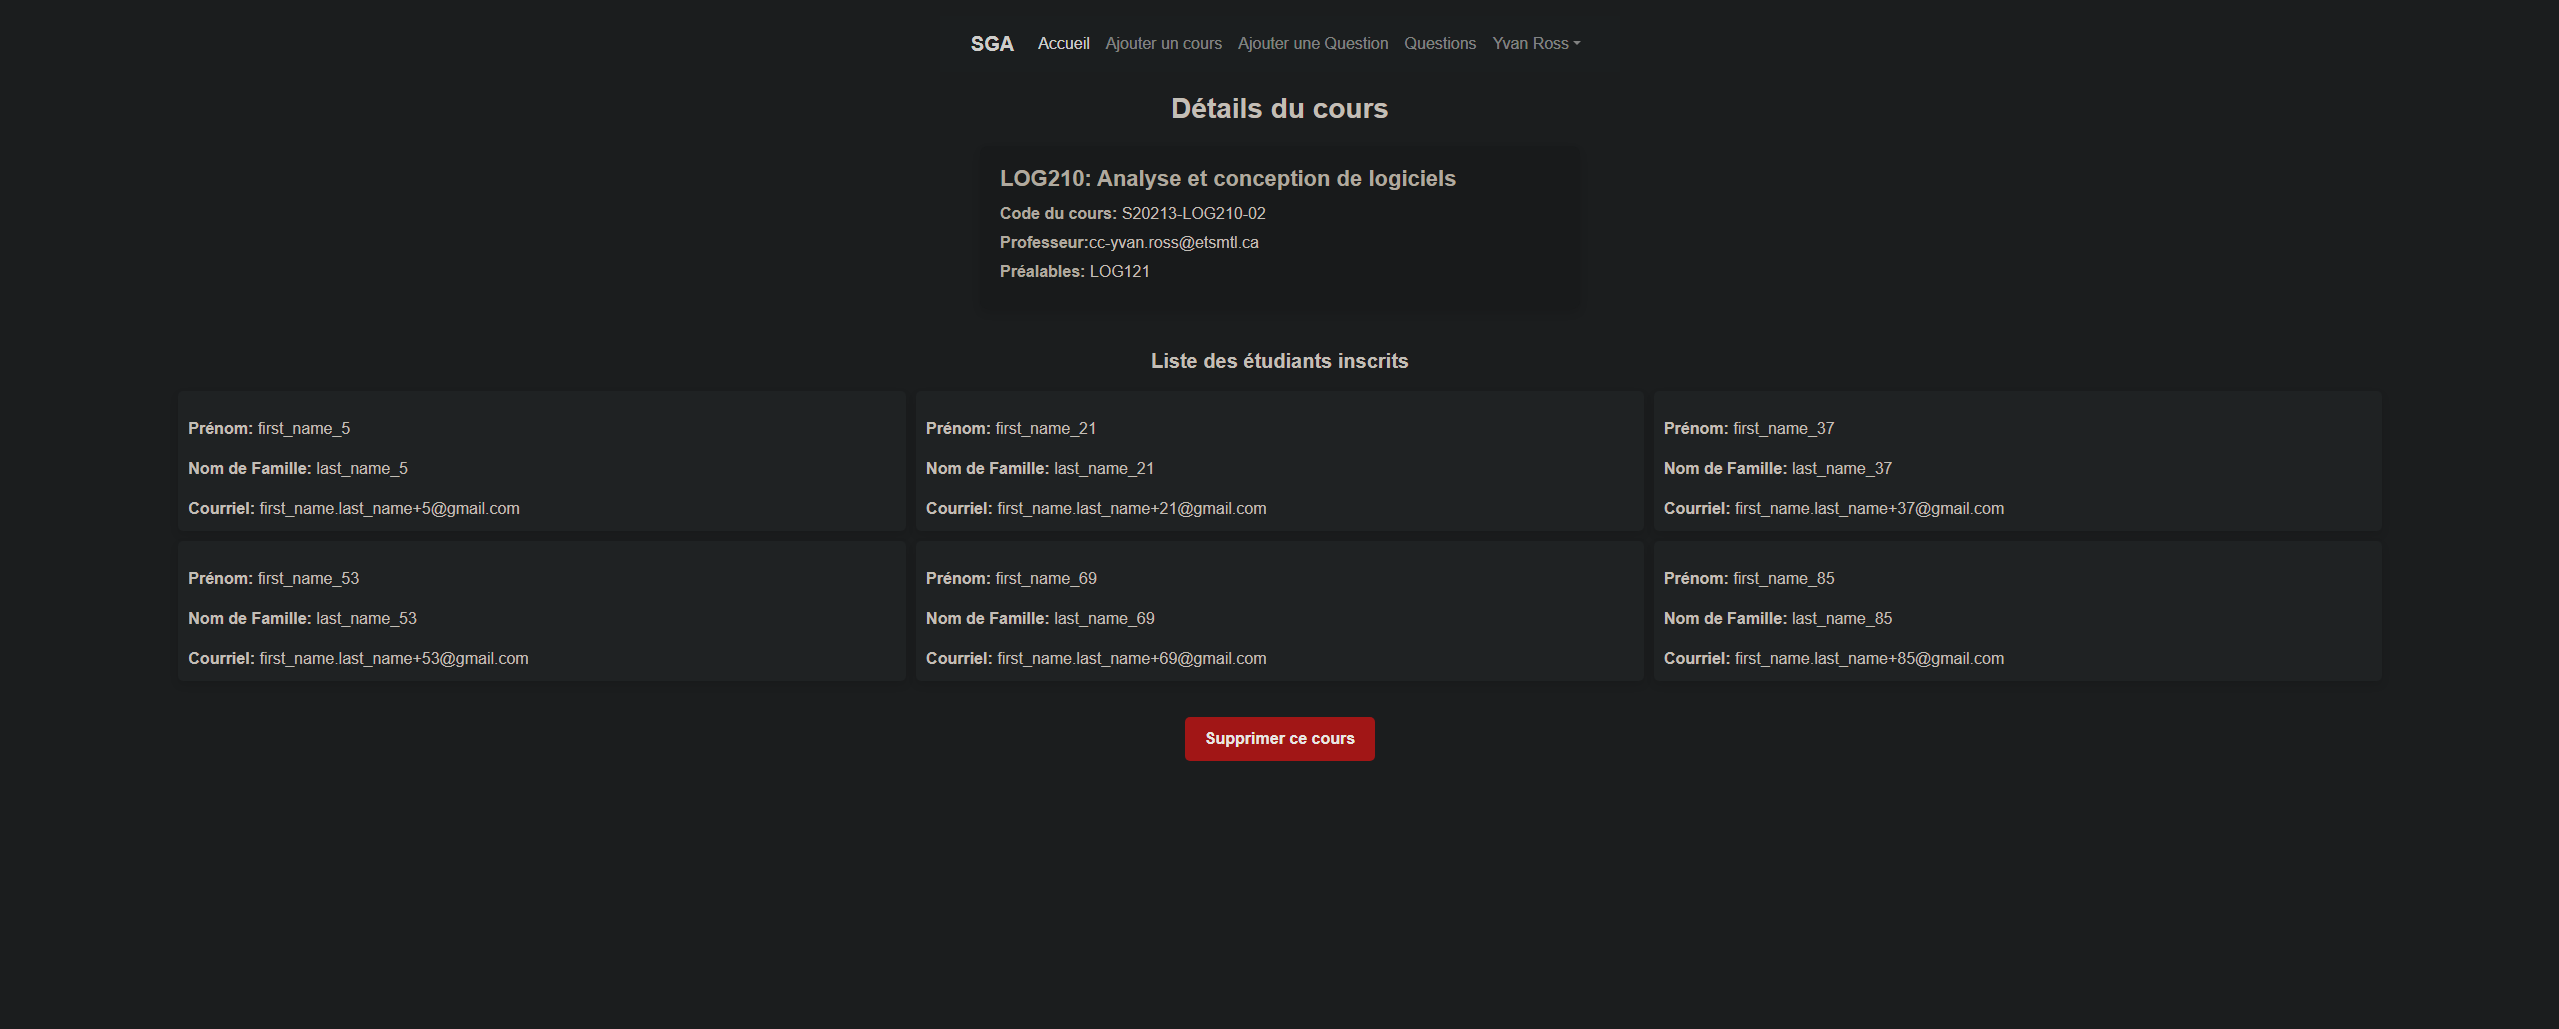 SGA Accueil Ajouter un cours Ajouter une Question Questions Yvan Ross
Détails du cours
LOG210: Analyse et conception de logiciels
Code du cours: S20213-LOG210-02
Professeur:cc-yvan.ross@etsmtl.ca
Préalables: LOG121
Liste des étudiants inscrits
Prénom: first_name_5
Nom de Famille: last_name_5
Courriel: first_name.last_name+5@gmail.com
Prénom: first_name_21
Nom de Famille: last_name_21
Courriel: first_name.last_name+21@gmail.com
Prénom: first_name_37
Nom de Famille: last_name_37
Courriel: first_name.last_name+37@gmail.com
Prénom: first_name_53
Nom de Famille: last_name_53
Courriel: first_name.last_name+53@gmail.com
Prénom: first_name_69
Nom de Famille: last_name_69
Courriel: first_name.last_name+69@gmail.com
Prénom: first_name_85
Nom de Famille: last_name_85
Courriel: first_name.last_name+85@gmail.com
Supprimer ce cours